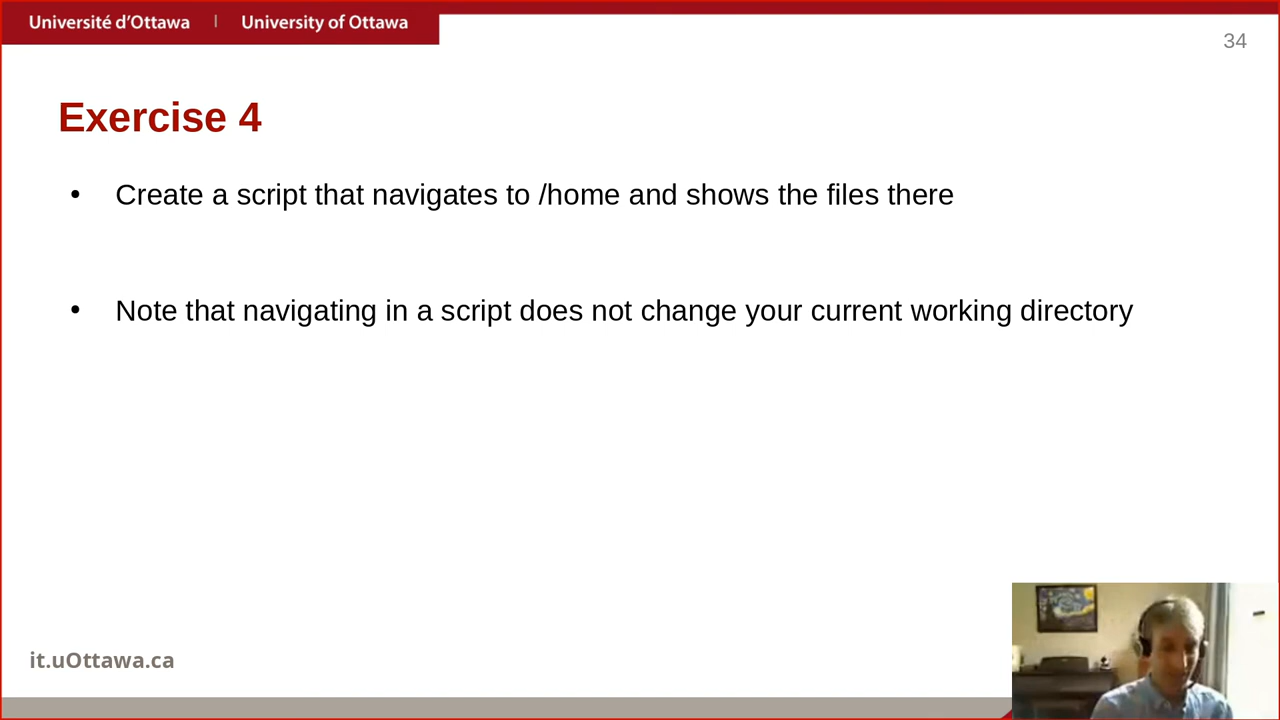 Université d'Ottawa | University of Ottawa
34
Exercise 4
• Create a script that navigates to /home and shows the files there
• Note that navigating in a script does not change your current working directory
it.uOttawa.ca